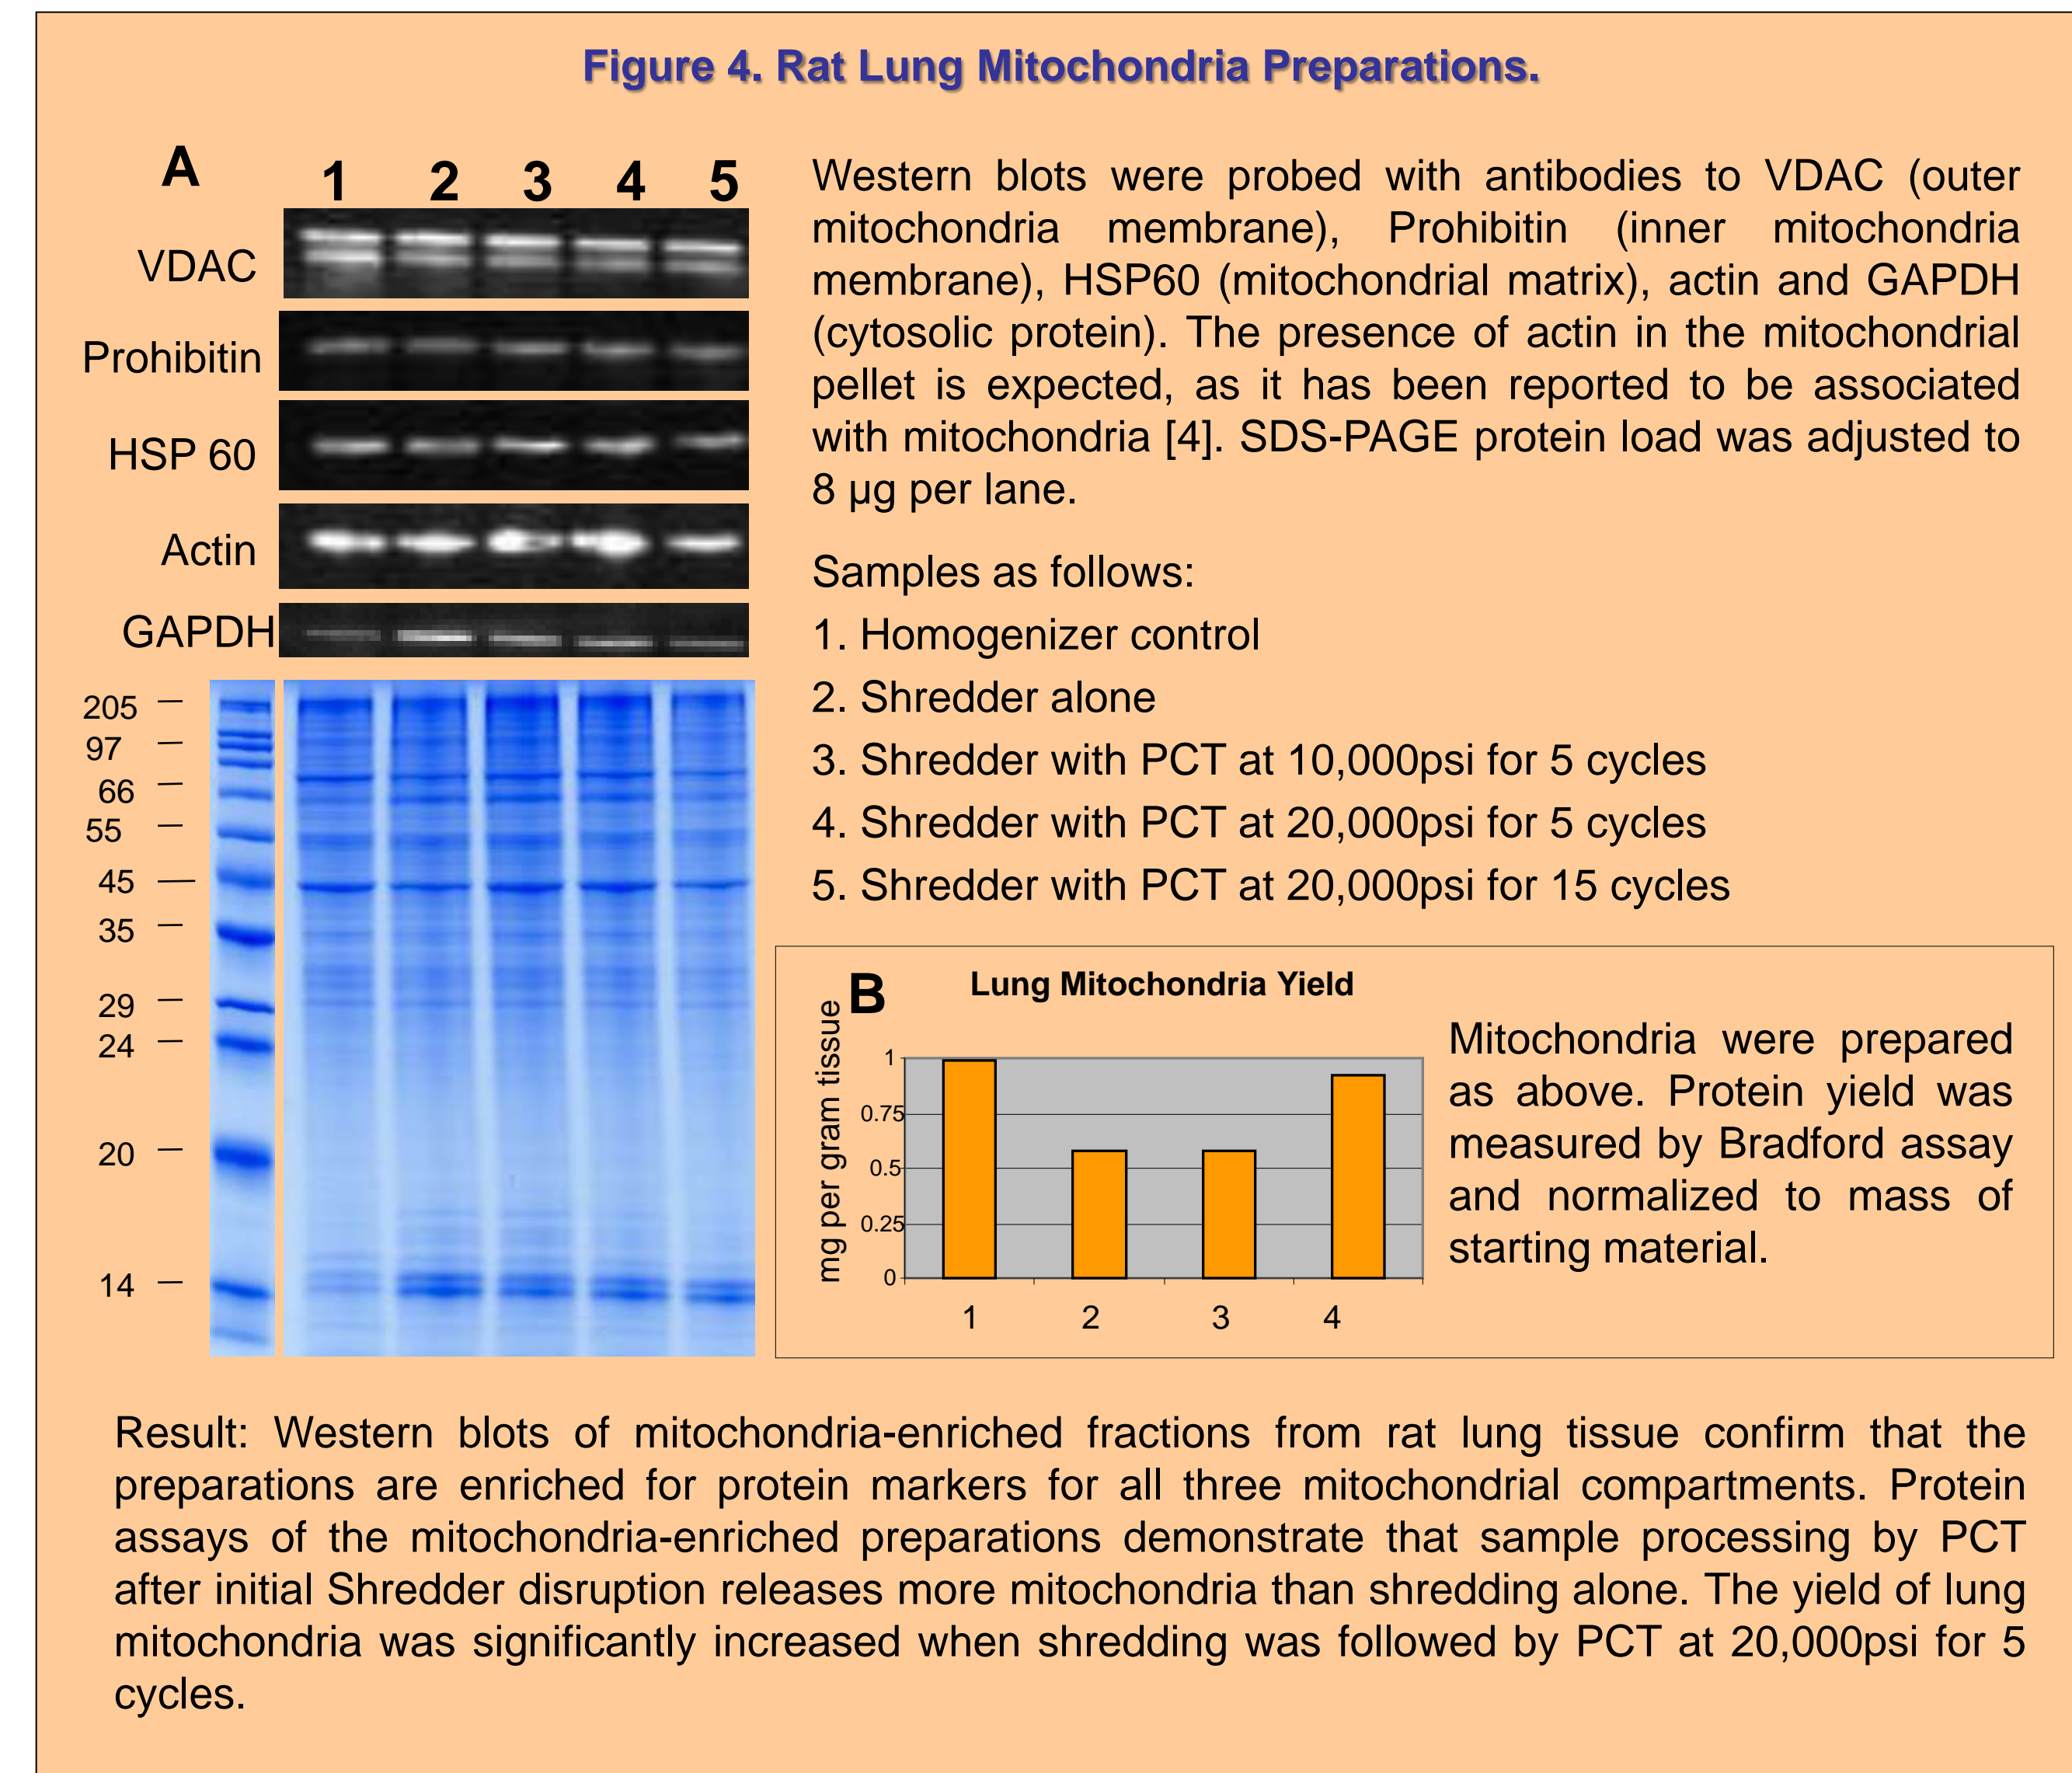 Figure 4. Rat Lung Mitochondria Preparations.
A
1 2 3 4 5
VDAC
Prohibitin
HSP 60
Actin
GAPDH
205
97
66
55
45
35
29
24
20
14
Western blots were probed with antibodies to VDAC (outer
mitochondria membrane), Prohibitin (inner mitochondria
membrane), HSP60 (mitochondrial matrix), actin and GAPDH
(cytosolic protein). The presence of actin in the mitochondrial
pellet is expected, as it has been reported to be associated
with mitochondria [4]. SDS-PAGE protein load was adjusted to
8 µg per lane.
Samples as follows:
1. Homogenizer control
2. Shredder alone
3. Shredder with PCT at 10,000psi for 5 cycles
4. Shredder with PCT at 20,000psi for 5 cycles
5. Shredder with PCT at 20,000psi for 15 cycles
B
Lung Mitochondria Yield
mg per gram tissue
1
0.75
0.5
0.25
0
1 2 3 4
Mitochondria were prepared
as above. Protein yield was
measured by Bradford assay
and normalized to mass of
starting material.
Result: Western blots of mitochondria-enriched fractions from rat lung tissue confirm that the
preparations are enriched for protein markers for all three mitochondrial compartments. Protein
assays of the mitochondria-enriched preparations demonstrate that sample processing by PCT
after initial Shredder disruption releases more mitochondria than shredding alone. The yield of lung
mitochondria was significantly increased when shredding was followed by PCT at 20,000psi for 5
cycles.